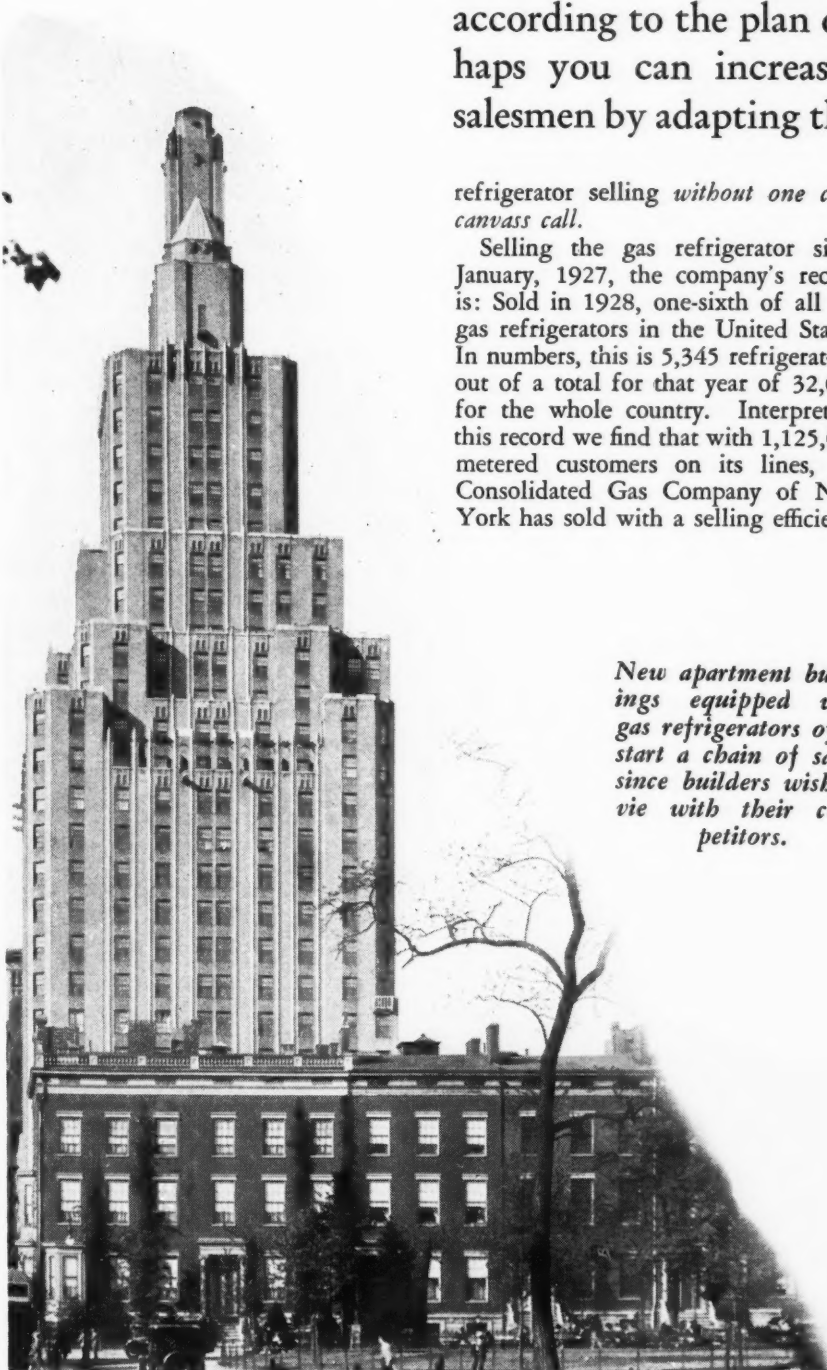 according to the plan
haps you can increas
salesmen by adapting th
refrigerator selling without one
canvass call.
Selling the gas refrigerator si
January, 1927, the company's rec
is: Sold in 1928, one-sixth of all
gas refrigerators in the United Sta
In numbers, this is 5,345 refrigerat
out of a total for that year of 32,
for the whole country. Interpre
this record we find that with 1,125,
metered customers on its lines,
Consolidated Gas Company of N
York has sold with a selling efficie
New apartment bu
ings equipped
gas refrigerators o
start a chain of sa
since builders wish
vie with their c
petitors.